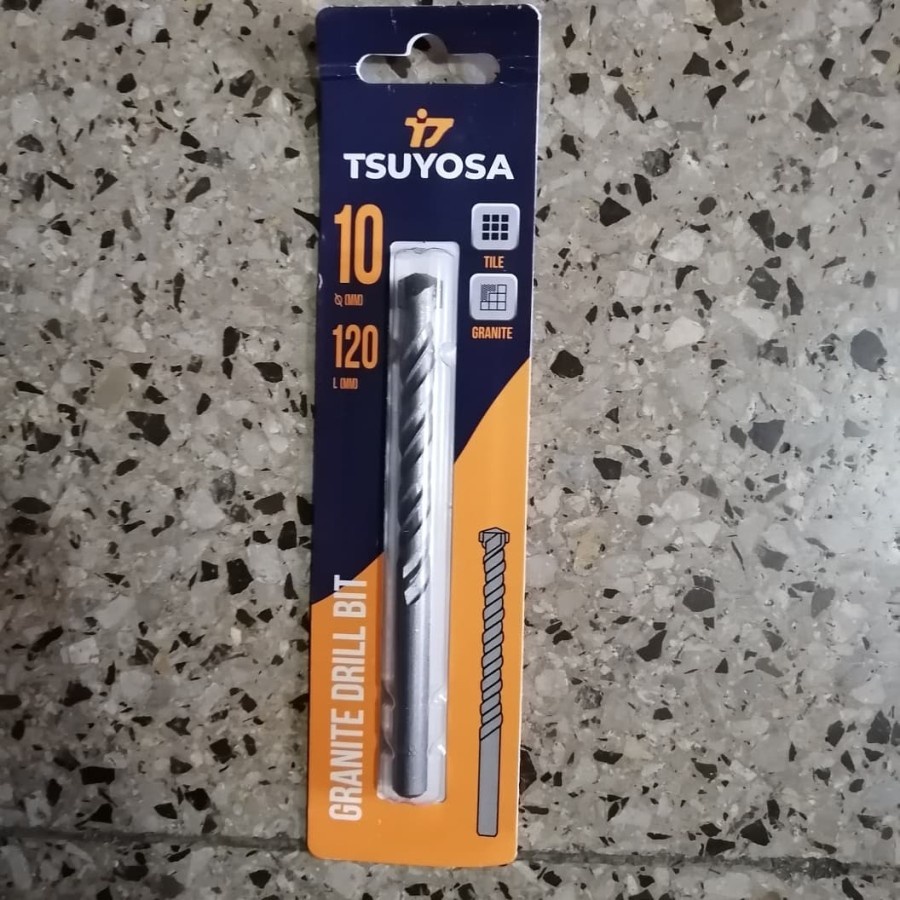 TSUYOSA
10
Ø (MM)
120
L (MM)
TILE
GRANITE
GRANITE DRILL BIT